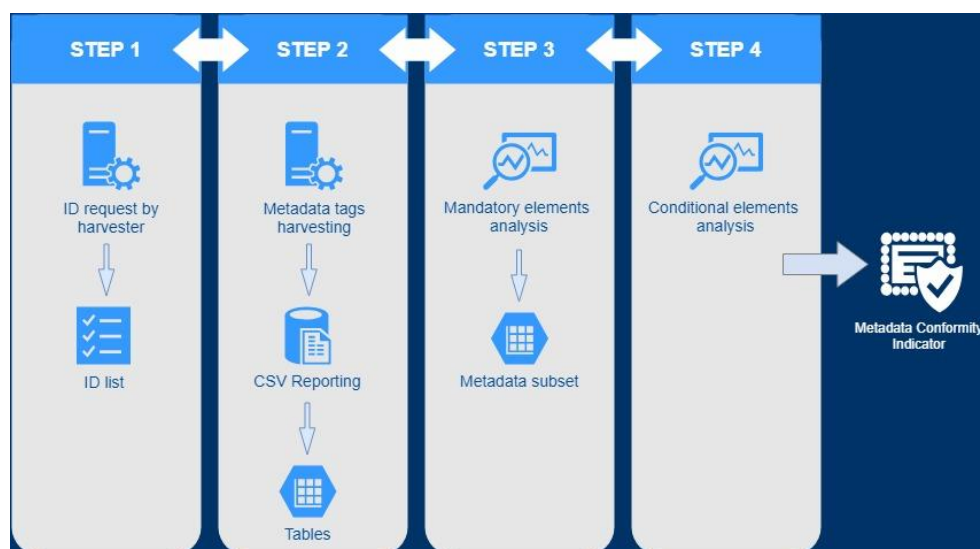 STEP 1
STEP 2
STEP 3
STEP 4
ID request by
harvester
ID list
Metadata tags
harvesting
CSV Reporting
Tables
Mandatory elements
analysis
Metadata subset
Conditional elements
analysis
Metadata Conformity
Indicator